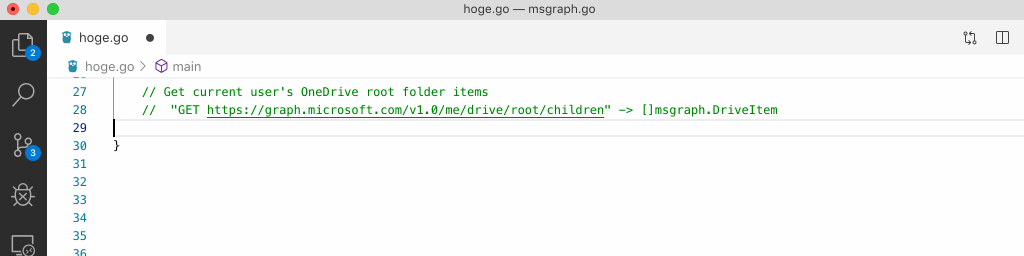 hoge.go — msgraph.go
hoge.go
hoge.go main
2
27 // Get current user's OneDrive root folder items
28 // "GET https://graph.microsoft.com/v1.0/me/drive/root/children" -> []msgraph.DriveItem
29
30 }
3
31
32
33
34
35
36